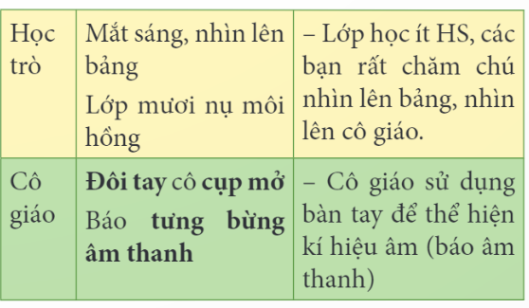 Học trò
Mắt sáng, nhìn lên bảng
Lớp mươi nụ môi hồng
– Lớp học ít HS, các bạn rất chăm chú nhìn lên bảng, nhìn lên cô giáo.
Cô giáo
Đôi tay cô cụp mở
Báo tưng bừng âm thanh
– Cô giáo sử dụng bàn tay để thể hiện kí hiệu âm (báo âm thanh)